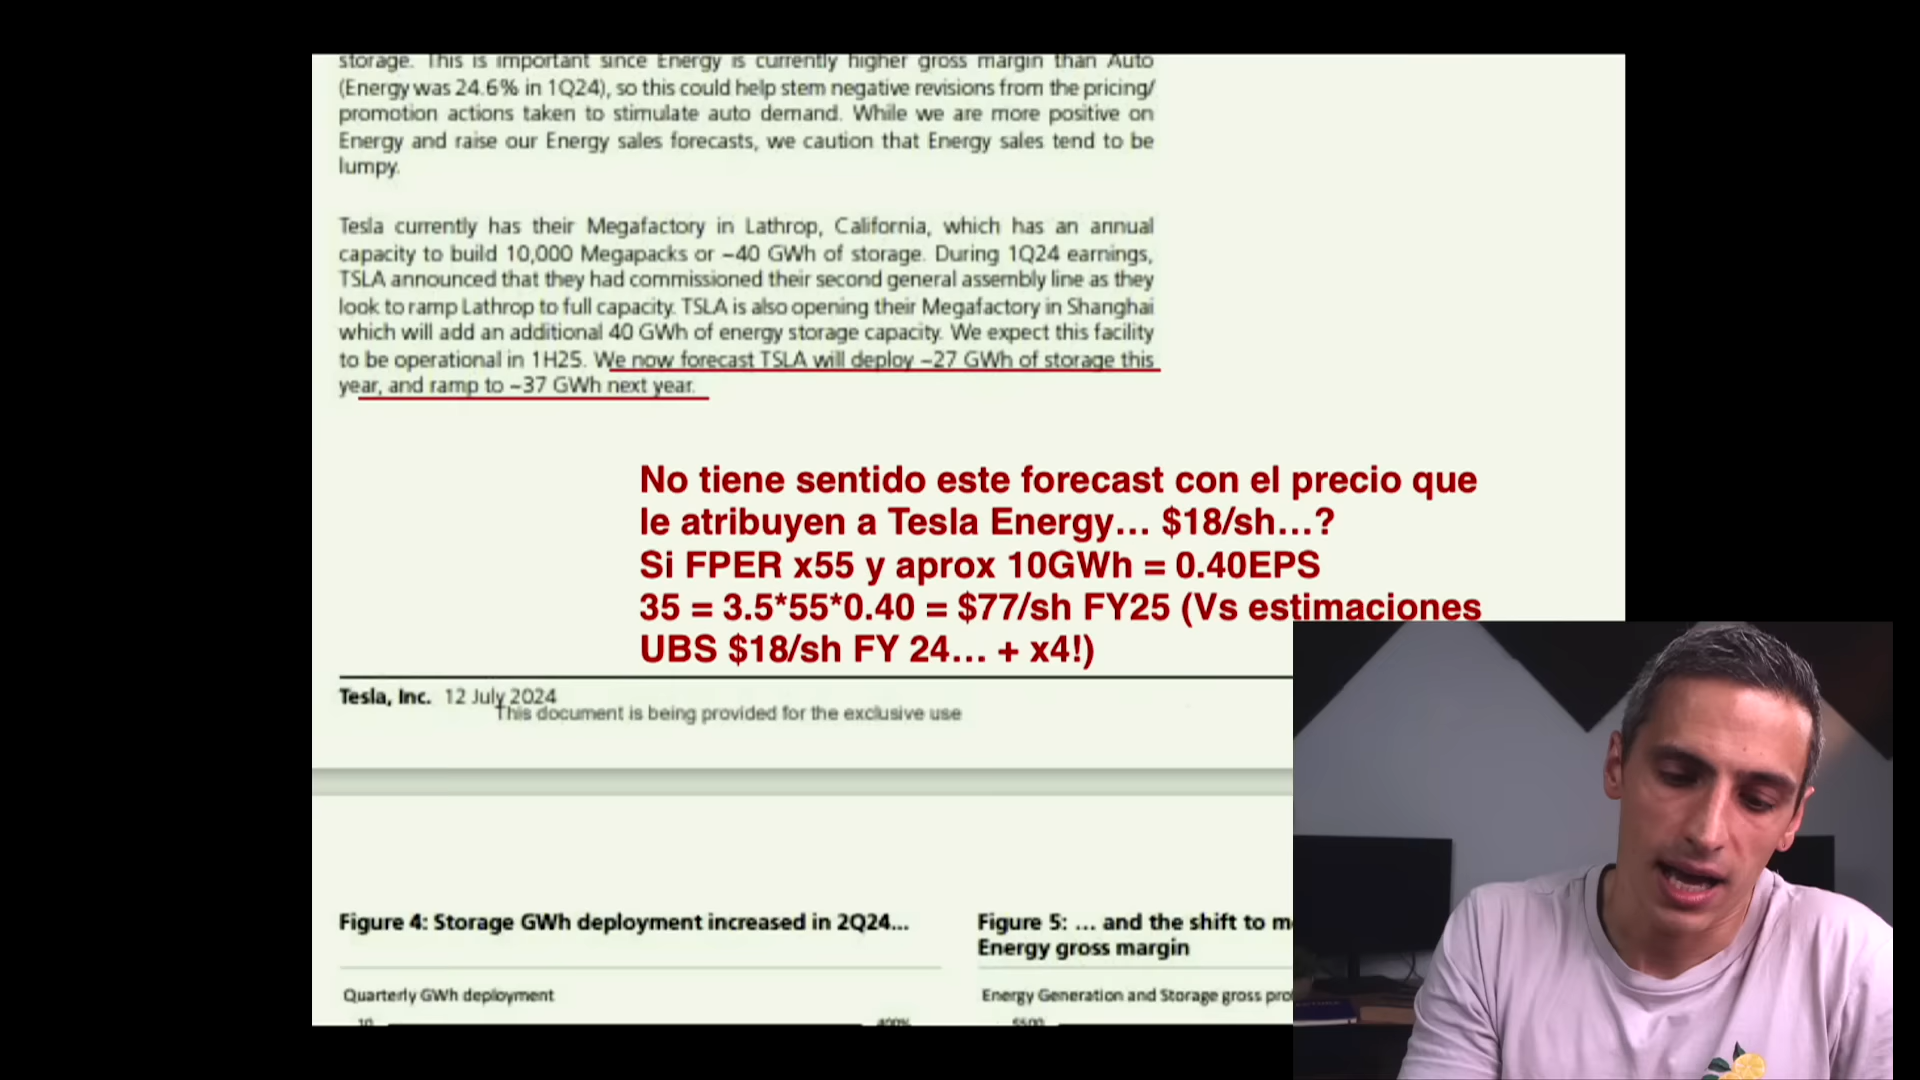 storage. This is important since Energy is currently higher gross margin than Auto
(Energy was 24.6% in 1Q24), so this could help stem negative revisions from the pricing/
promotion actions taken to stimulate auto demand. While we are more positive on
Energy and raise our Energy sales forecasts, we caution that Energy sales tend to be
lumpy.
Tesla currently has their Megafactory in Lathrop, California, which has an annual
capacity to build 10,000 Megapacks or ~40 GWh of storage. During 1Q24 earnings,
TSLA announced that they had commissioned their second general assembly line as they
look to ramp Lathrop to full capacity. TSLA is also opening their Megafactory in Shanghai
which will add an additional 40 GWh of energy storage capacity. We expect this facility
to be operational in 1H25. We now forecast TSLA will deploy ~27 GWh of storage this
year, and ramp to ~37 GWh next year.
No tiene sentido este forecast con el precio que
le atribuyen a Tesla Energy... $18/sh...?
Si FPER x55 y aprox 10GWh = 0.40EPS
35 = 3.5*55*0.40 = $77/sh FY25 (Vs estimaciones
UBS $18/sh FY 24... + x4!)
Tesla, Inc. 12 July 2024
This document is being provided for the exclusive use
Figure 4: Storage GWh deployment increased in 2Q24...
Figure 5: ... and the shift to m
Energy gross margin
Quarterly GWh deployment
Energy Generation and Storage gross pro
10
400%
$500